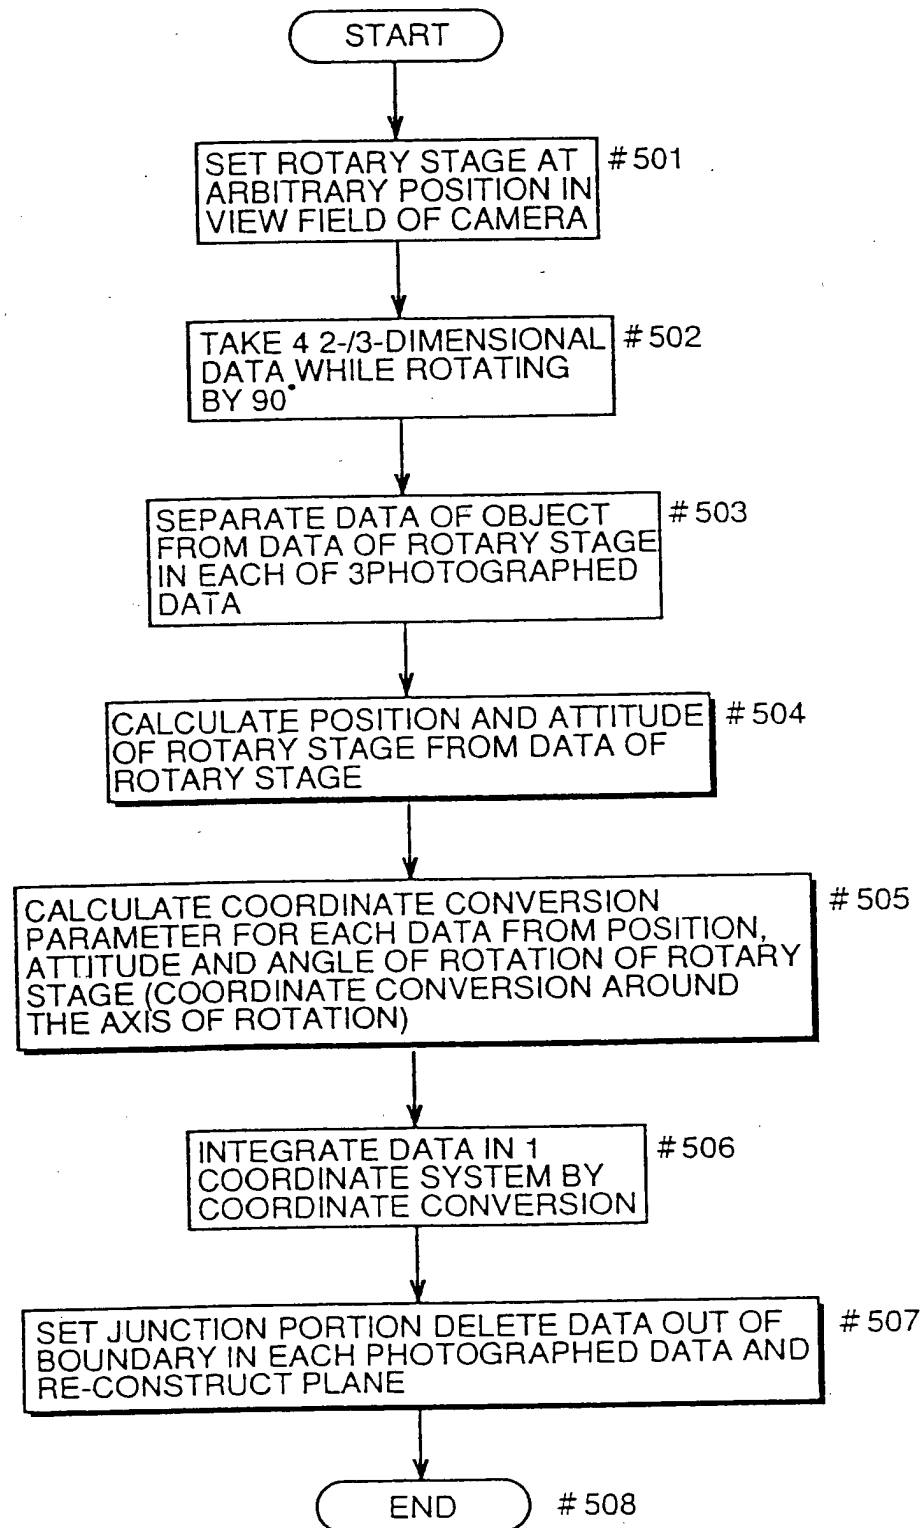 START
SET ROTARY STAGE AT #501
ARBITRARY POSITION IN
VIEW FIELD OF CAMERA
TAKE 4 2-/3-DIMENSIONAL #502
DATA WHILE ROTATING
BY 90°
SEPARATE DATA OF OBJECT #503
FROM DATA OF ROTARY STAGE
IN EACH OF 3PHOTOGRAPHED
DATA
CALCULATE POSITION AND ATTITUDE #504
OF ROTARY STAGE FROM DATA OF
ROTARY STAGE
CALCULATE COORDINATE CONVERSION #505
PARAMETER FOR EACH DATA FROM POSITION,
ATTITUDE AND ANGLE OF ROTATION OF ROTARY
STAGE (COORDINATE CONVERSION AROUND
THE AXIS OF ROTATION)
INTEGRATE DATA IN 1 #506
COORDINATE SYSTEM BY
COORDINATE CONVERSION
SET JUNCTION PORTION DELETE DATA OUT OF #507
BOUNDARY IN EACH PHOTOGRAPHED DATA AND
RE-CONSTRUCT PLANE
END #508